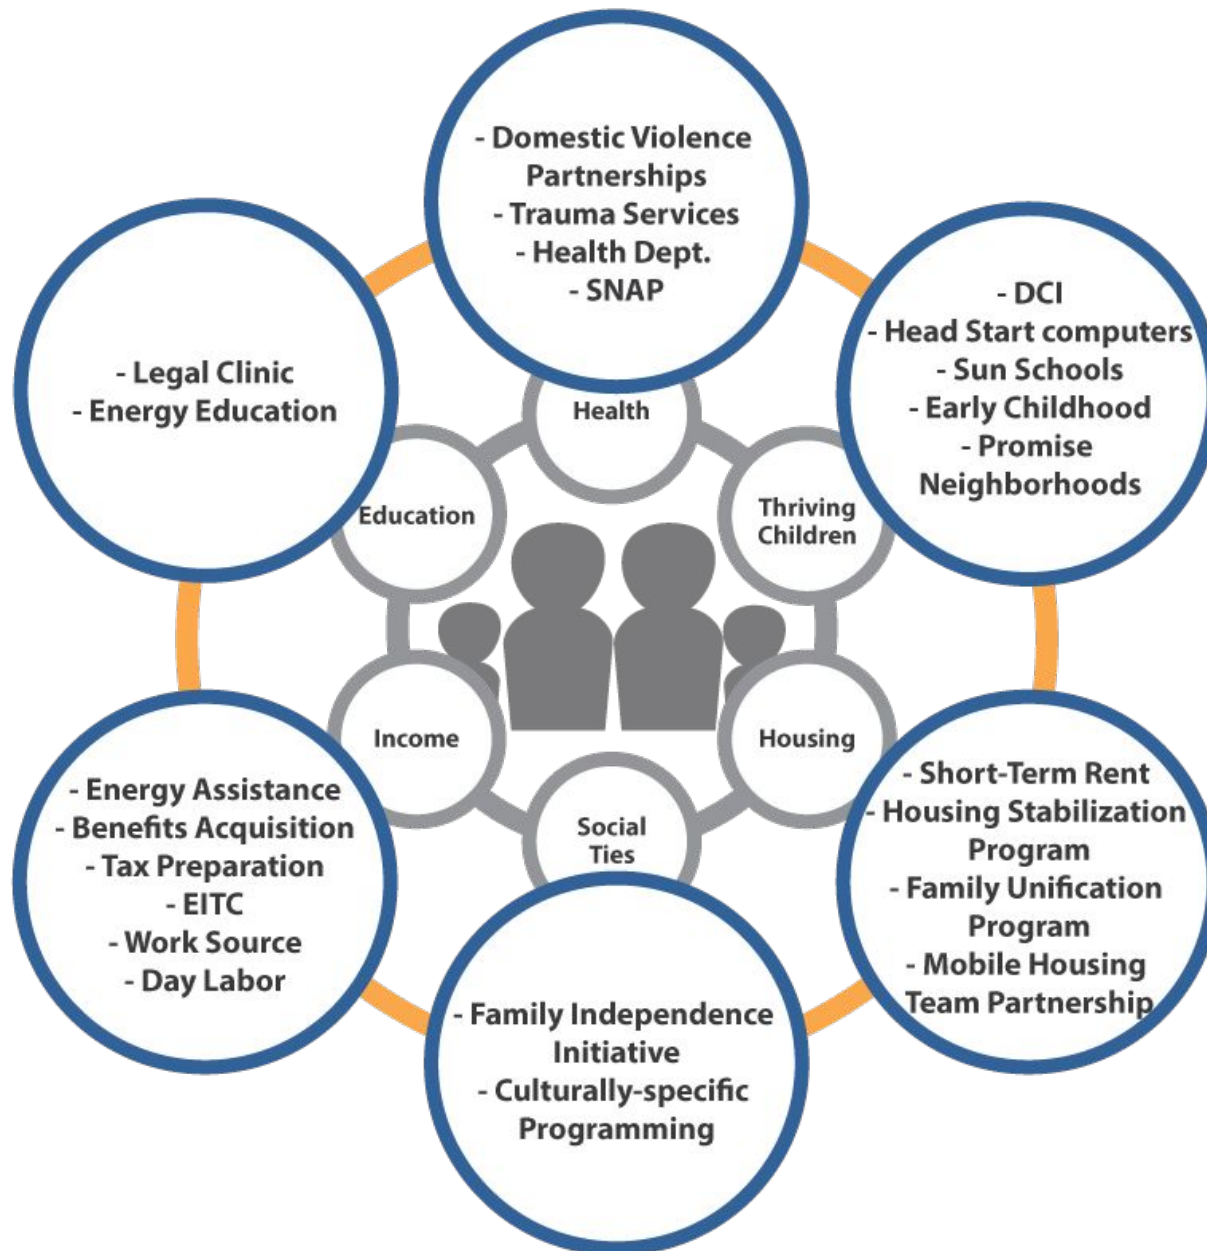 - Domestic Violence
Partnerships
- Trauma Services
- Health Dept.
- SNAP
- DCI
- Head Start computers
- Sun Schools
- Early Childhood
- Promise
Neighborhoods
- Legal Clinic
- Energy Education
Health
Education
Thriving
Children
Income
Housing
Social
Ties
- Energy Assistance
- Benefits Acquisition
- Tax Preparation
- EITC
- Work Source
- Day Labor
- Short-Term Rent
- Housing Stabilization
Program
- Family Unification
Program
- Mobile Housing
Team Partnership
- Family Independence
Initiative
- Culturally-specific
Programming